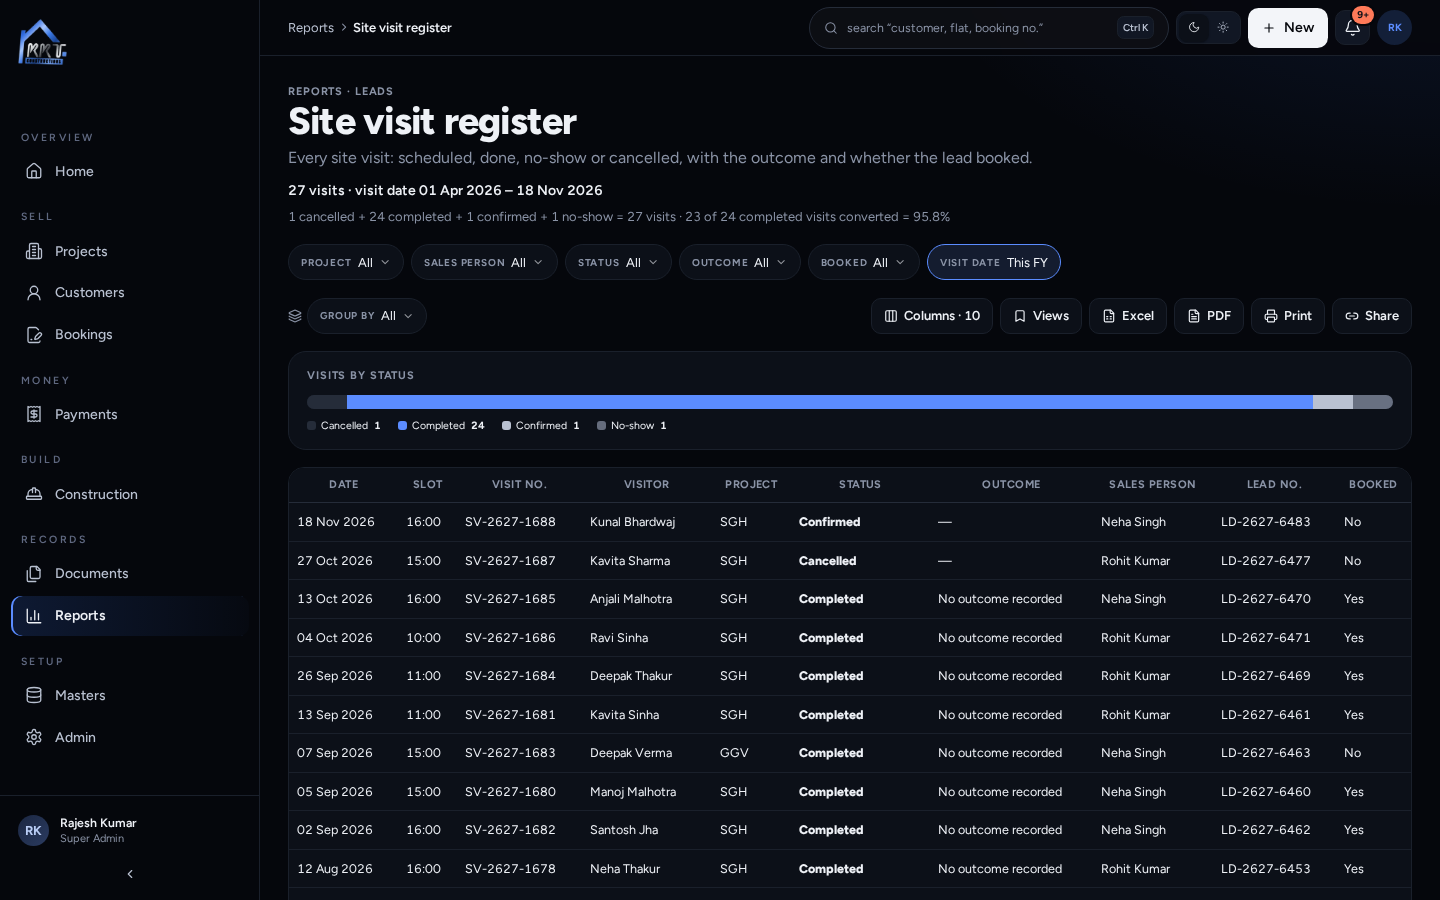 RKT
Reports > Site visit register
search “customer, flat, booking no.”
Ctrl K
New
9+
RK
OVERVIEW
Home
SELL
Projects
Customers
Bookings
MONEY
Payments
BUILD
Construction
RECORDS
Documents
Reports
SETUP
Masters
Admin
RK
Rajesh Kumar
Super Admin
REPORTS · LEADS
Site visit register
Every site visit: scheduled, done, no-show or cancelled, with the outcome and whether the lead booked.
27 visits · visit date 01 Apr 2026 – 18 Nov 2026
1 cancelled + 24 completed + 1 confirmed + 1 no-show = 27 visits · 23 of 24 completed visits converted = 95.8%
PROJECT All SALES PERSON All STATUS All OUTCOME All BOOKED All VISIT DATE This FY
GROUP BY All Columns · 10 Views Excel PDF Print Share
VISITS BY STATUS
Cancelled 1 Completed 24 Confirmed 1 No-show 1
DATE SLOT VISIT NO. VISITOR PROJECT STATUS OUTCOME SALES PERSON LEAD NO. BOOKED
18 Nov 2026 16:00 SV-2627-1688 Kunal Bhardwaj SGH Confirmed — Neha Singh LD-2627-6483 No
27 Oct 2026 15:00 SV-2627-1687 Kavita Sharma SGH Cancelled — Rohit Kumar LD-2627-6477 No
13 Oct 2026 16:00 SV-2627-1685 Anjali Malhotra SGH Completed No outcome recorded Neha Singh LD-2627-6470 Yes
04 Oct 2026 10:00 SV-2627-1686 Ravi Sinha SGH Completed No outcome recorded Rohit Kumar LD-2627-6471 Yes
26 Sep 2026 11:00 SV-2627-1684 Deepak Thakur SGH Completed No outcome recorded Rohit Kumar LD-2627-6469 Yes
13 Sep 2026 11:00 SV-2627-1681 Kavita Sinha SGH Completed No outcome recorded Rohit Kumar LD-2627-6461 Yes
07 Sep 2026 15:00 SV-2627-1683 Deepak Verma GGV Completed No outcome recorded Neha Singh LD-2627-6463 No
05 Sep 2026 15:00 SV-2627-1680 Manoj Malhotra SGH Completed No outcome recorded Neha Singh LD-2627-6460 Yes
02 Sep 2026 16:00 SV-2627-1682 Santosh Jha SGH Completed No outcome recorded Neha Singh LD-2627-6462 Yes
12 Aug 2026 16:00 SV-2627-1678 Neha Thakur SGH Completed No outcome recorded Rohit Kumar LD-2627-6453 Yes